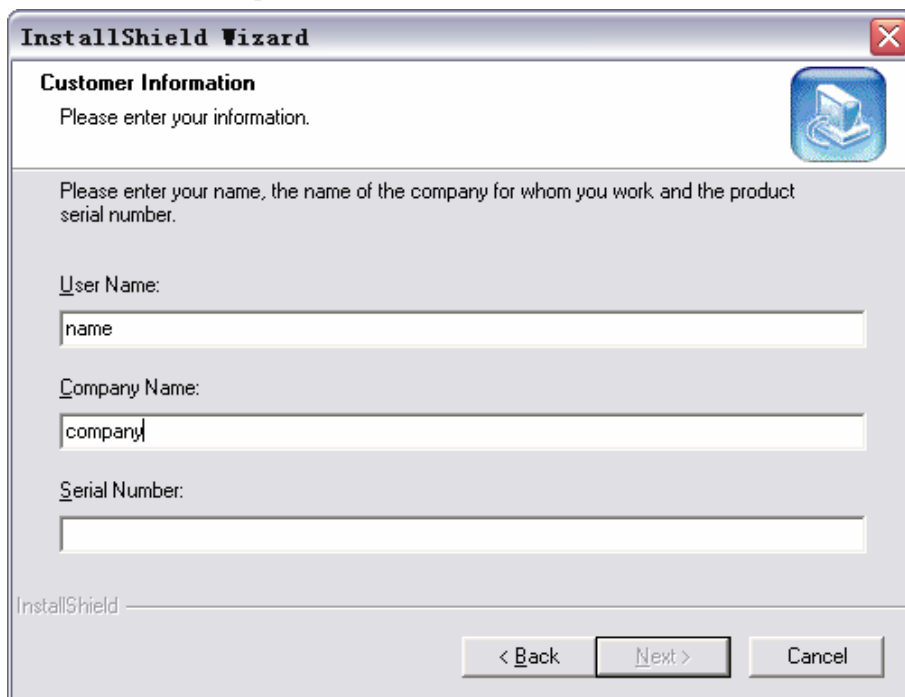 InstallShield Wizard
Customer Information
Please enter your information.
Please enter your name, the name of the company for whom you work and the product
serial number.
User Name:
name
Company Name:
company
Serial Number:
InstallShield
< Back Next > Cancel